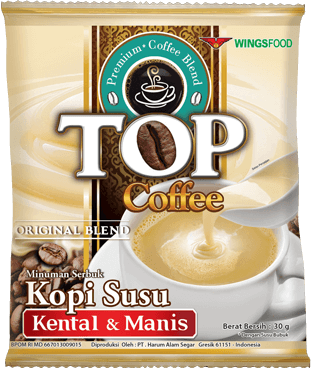 Premium • Coffee Blend
WINGSFOOD
TOP
Coffee
ORIGINAL BLEND
Minuman Serbuk
Kopi Susu
Kental & Manis
Berat Bersih : 30 g
BPOM RI MD 667013009015
Diproduksi Oleh : PT. Harum Alam Segar Gresik 61151 - Indonesia